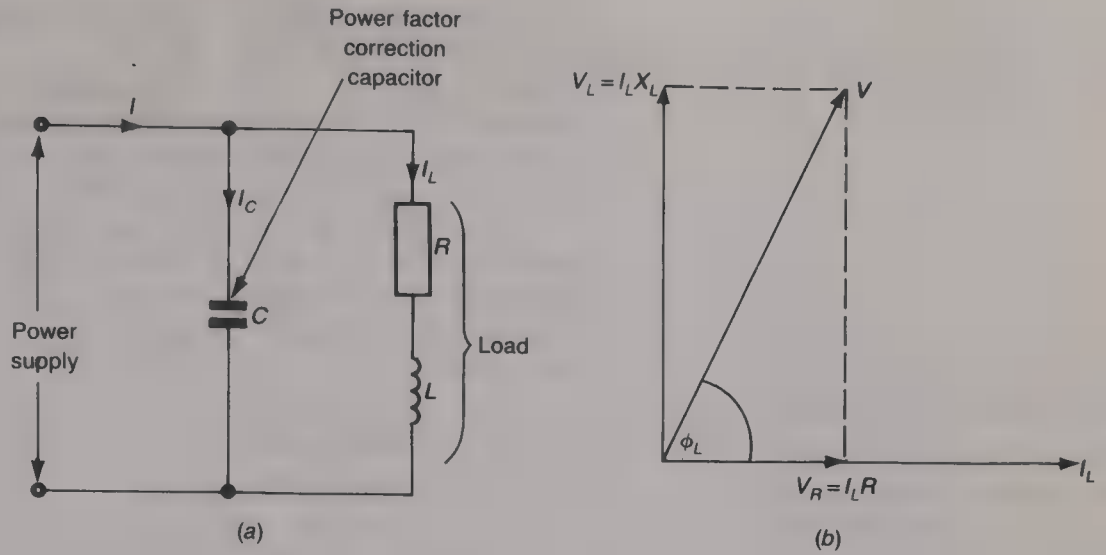 Power factor
correction
capacitor
I
I_C
I_L
R
C
L
Load
Power
supply
(a)
V_L = I_L X_L
V
ϕ_L
I_L
V_R = I_L R
(b)